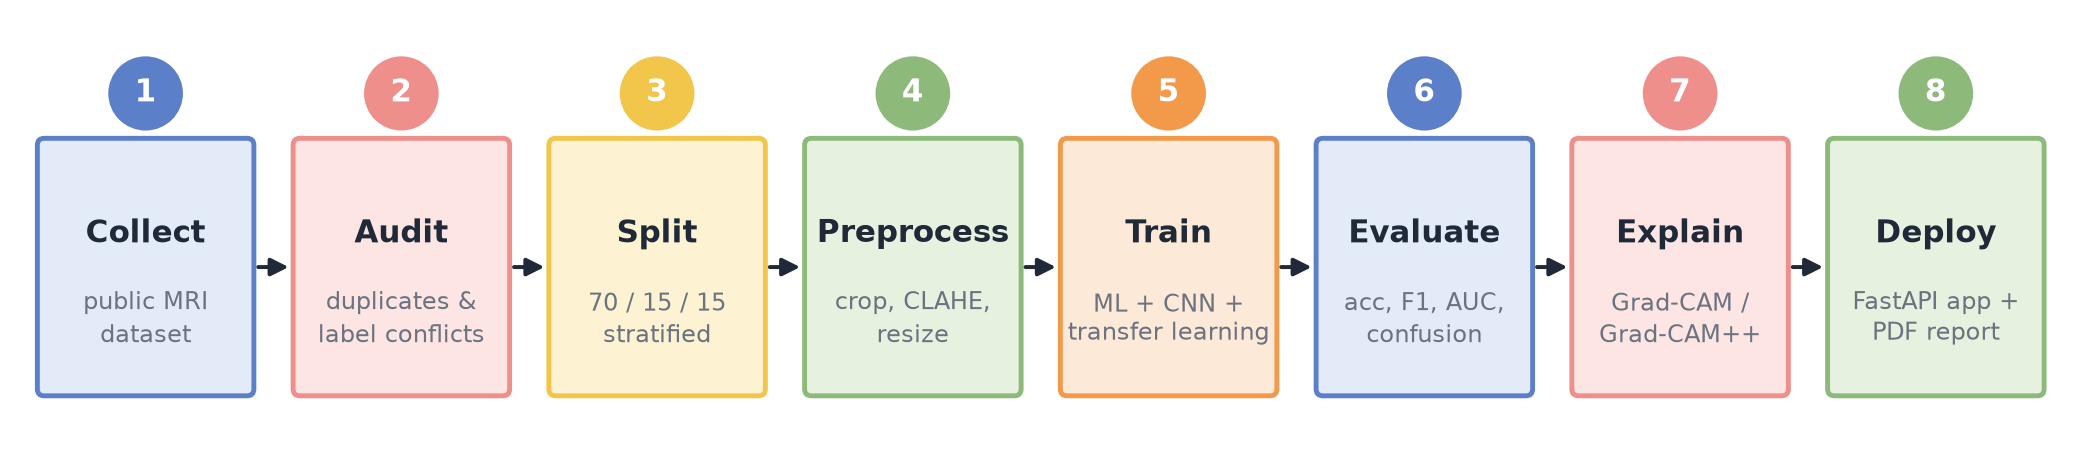 1
Collect
public MRI
dataset
2
Audit
duplicates &
label conflicts
3
Split
70 / 15 / 15
stratified
4
Preprocess
crop, CLAHE,
resize
5
Train
ML + CNN +
transfer learning
6
Evaluate
acc, F1, AUC,
confusion
7
Explain
Grad-CAM /
Grad-CAM++
8
Deploy
FastAPI app +
PDF report